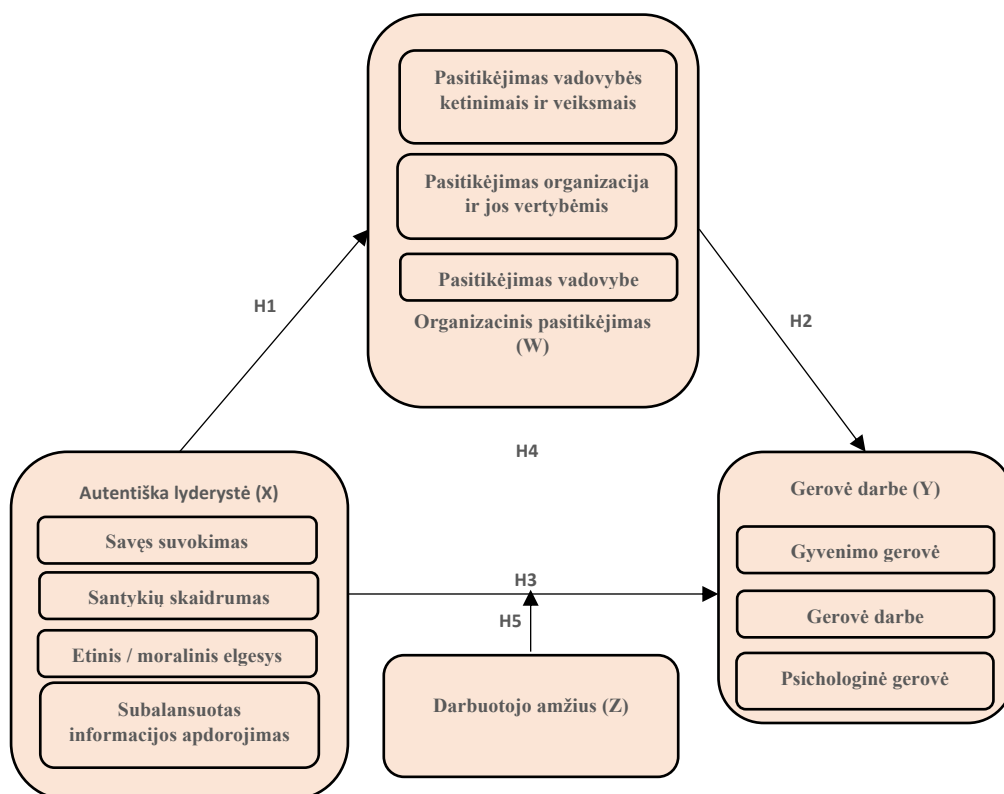 Pasitikėjimas vadovybės
ketinimais ir veiksmais
Pasitikėjimas organizacija
ir jos vertybėmis
Pasitikėjimas vadovybe
Organizacinis pasitikėjimas
(W)
H1
H2
H4
Autentiška lyderystė (X)
Savęs suvokimas
Santykių skaidrumas
Etinis / moralinis elgesys
Subalansuotas
informacijos apdorojimas
H3
H5
Darbuotojo amžius (Z)
Gerovė darbe (Y)
Gyvenimo gerovė
Gerovė darbe
Psichologinė gerovė